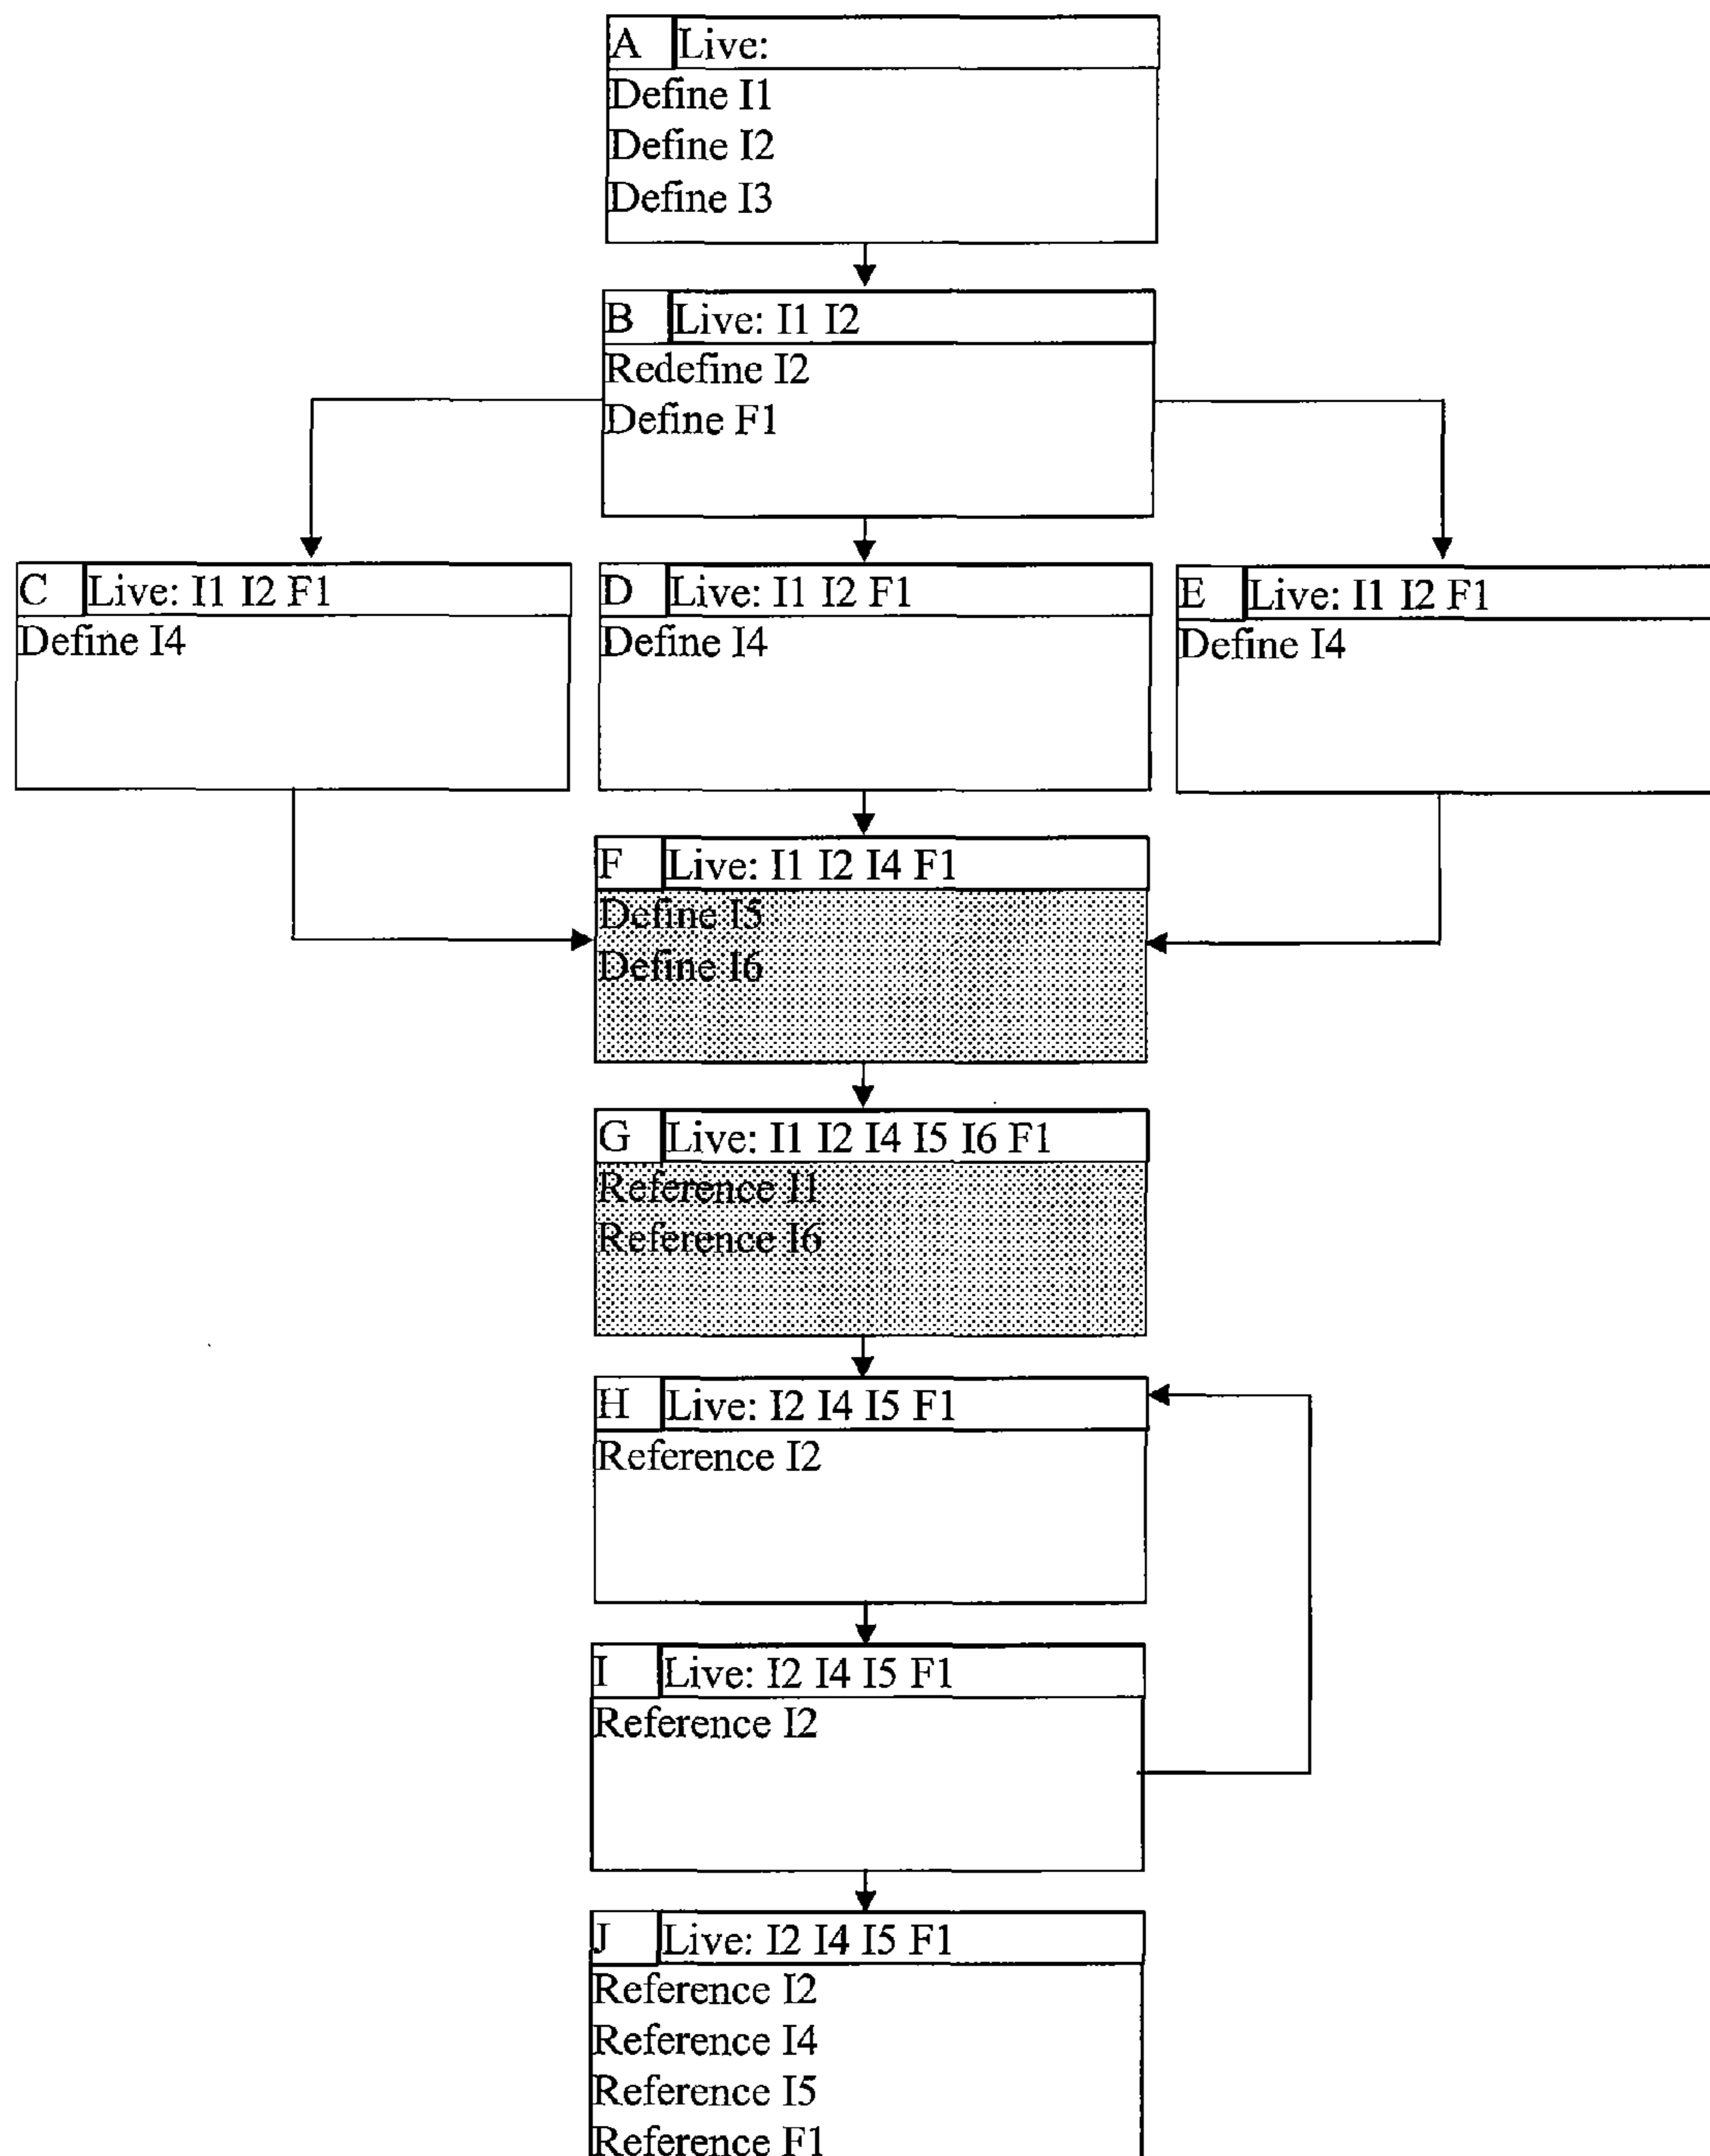 A Live:
Define I1
Define I2
Define I3
B Live: I1 I2
Redefine I2
Define F1
C Live: I1 I2 F1
Define I4
D Live: I1 I2 F1
Define I4
E Live: I1 I2 F1
Define I4
F Live: I1 I2 I4 F1
Define I5
Define I6
G Live: I1 I2 I4 I5 I6 F1
Reference I1
Reference I6
H Live: I2 I4 I5 F1
Reference I2
I Live: I2 I4 I5 F1
Reference I2
J Live: I2 I4 I5 F1
Reference I2
Reference I4
Reference I5
Reference F1